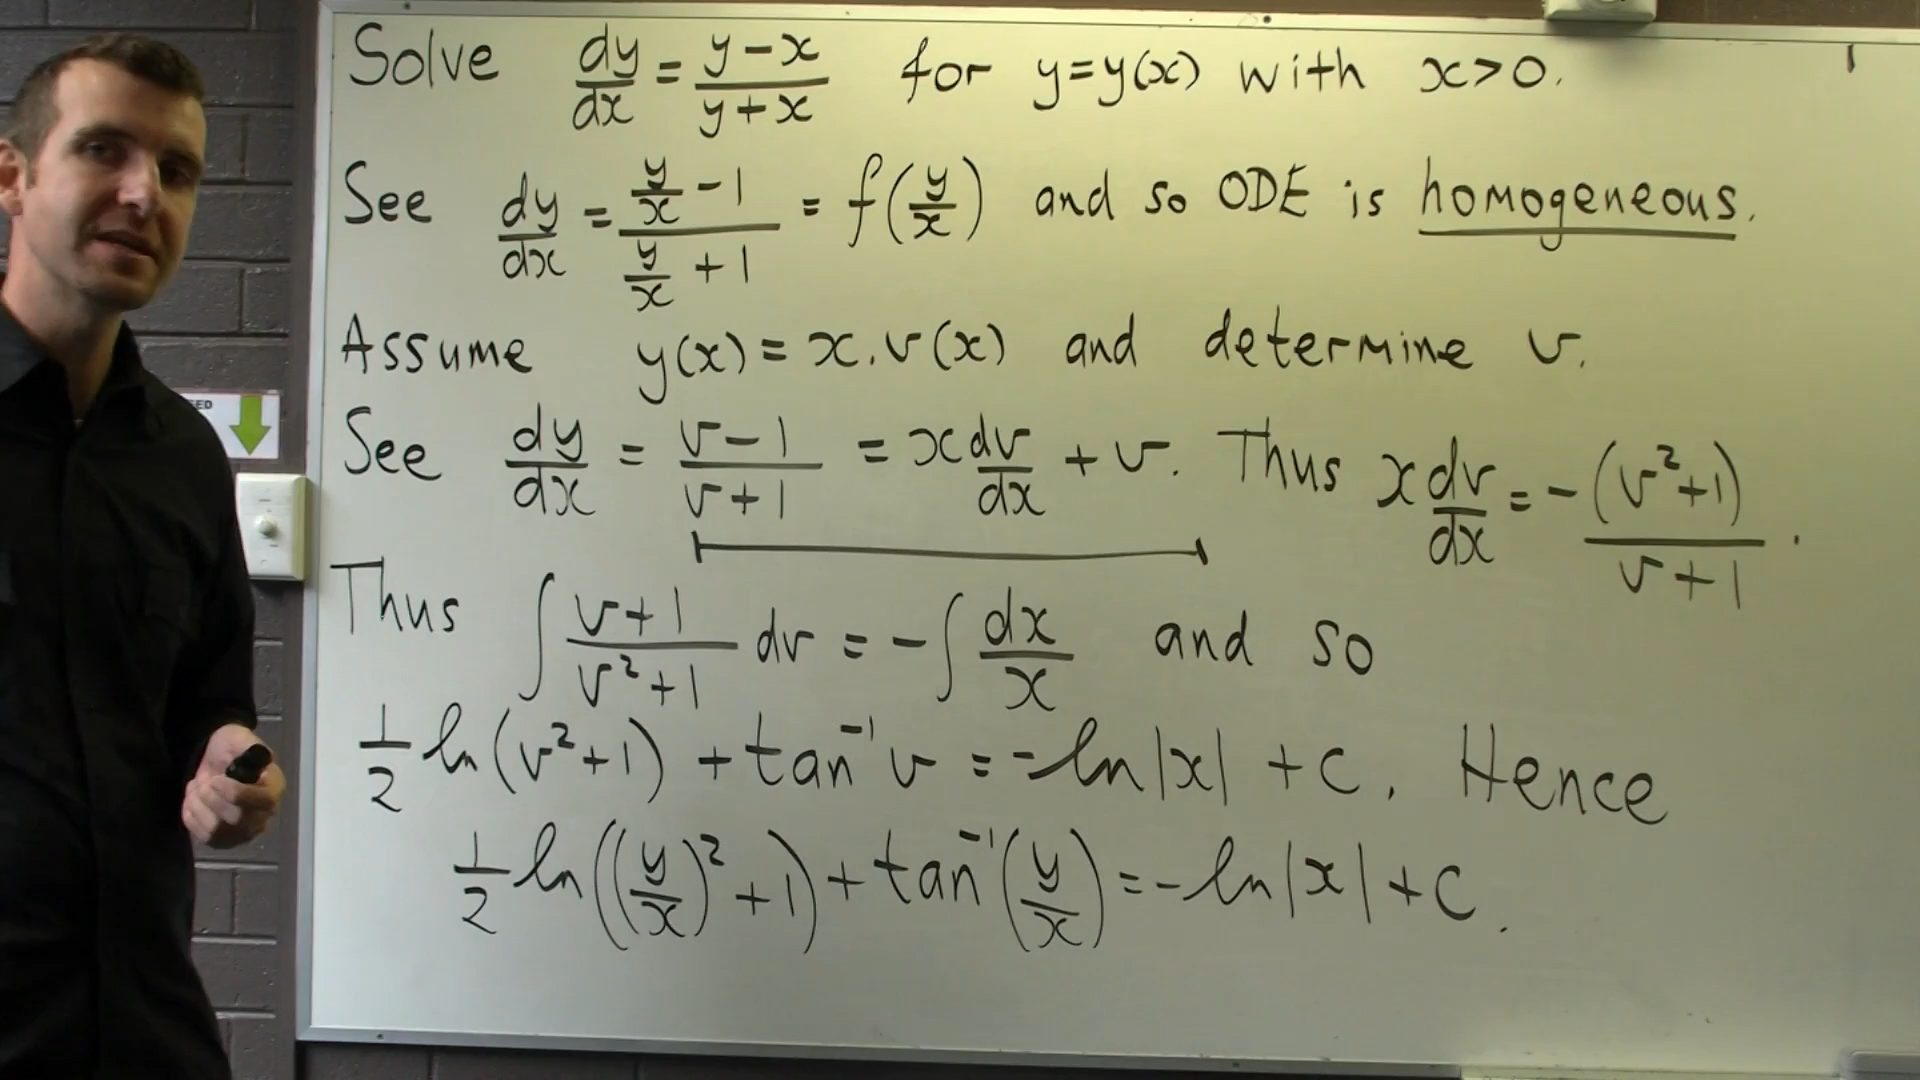 Solve dy/dx = (y-x)/(y+x) for y=y(x) with x>0.
See dy/dx = (y/x - 1)/(y/x + 1) = f(y/x) and so ODE is homogeneous.
Assume y(x) = x.v(x) and determine v.
See dy/dx = (v-1)/(v+1) = x dv/dx + v. Thus x dv/dx = -(v²+1)/(v+1).
Thus ∫ (v+1)/(v²+1) dv = -∫ dx/x and so
1/2 ln(v²+1) + tan⁻¹ v = -ln|x| + C. Hence
1/2 ln((y/x)² + 1) + tan⁻¹(y/x) = -ln|x| + C.